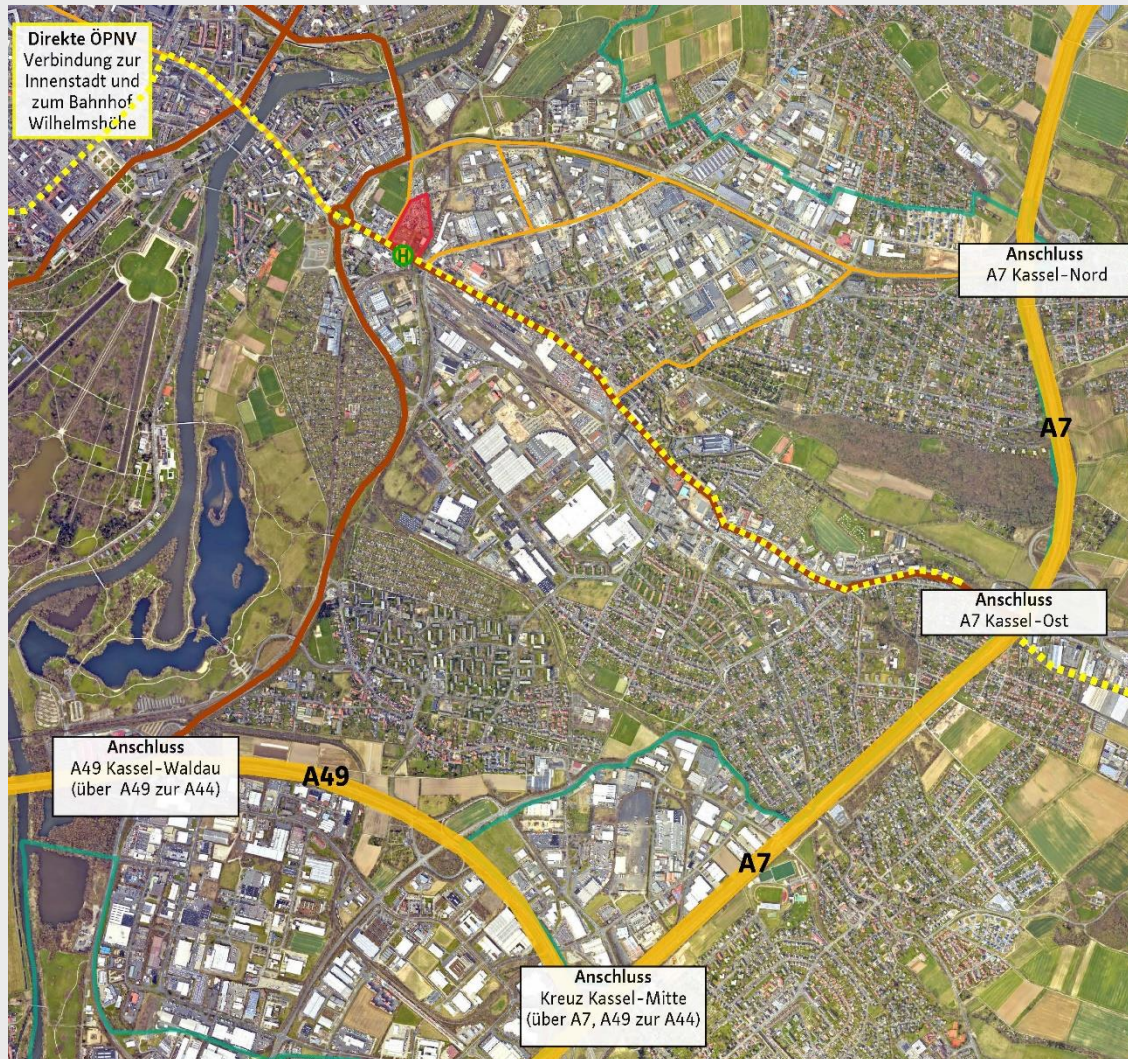 Direkte ÖPNV
Verbindung zur
Innenstadt und
zum Bahnhof
Wilhelmshöhe
H
Anschluss
A7 Kassel-Nord
A7
Anschluss
A7 Kassel-Ost
Anschluss
A49 Kassel-Waldau
(über A49 zur A44)
A49
A7
Anschluss
Kreuz Kassel-Mitte
(über A7, A49 zur A44)